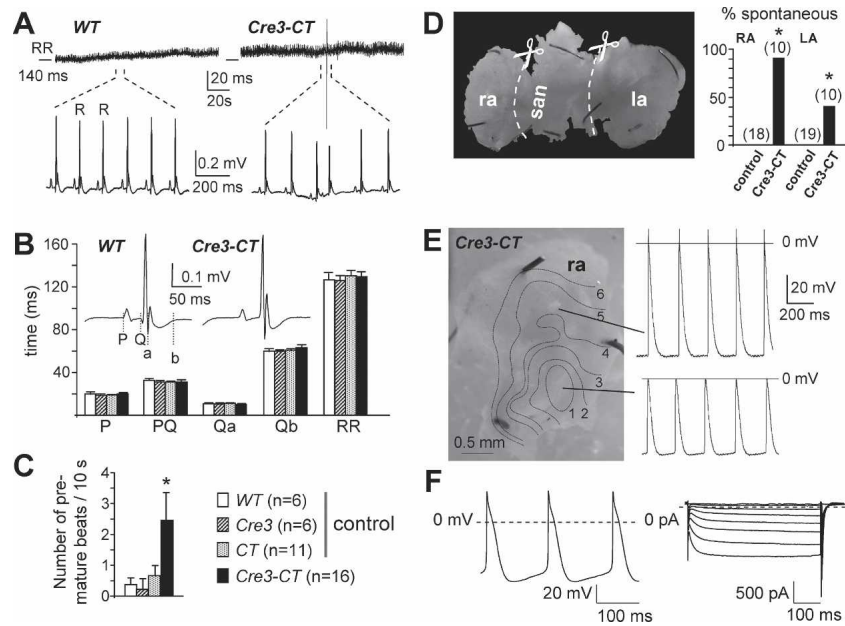 A
WT
Cre3-CT
RR
140 ms
20 ms
20s
R R
0.2 mV
200 ms
B
160
120
80
40
time (ms)
WT
Cre3-CT
0.1 mV
50 ms
P Q
a b
P PQ Qa Qb RR
C
Number of pre-
mature beats / 10 s
4
3
2
1
0
*
WT (n=6)
Cre3 (n=6)
CT (n=11)
Cre3-CT (n=16)
control
D
ra
san
la
% spontaneous
RA LA
100
50
0
(18)
*
(10)
(19)
*
(10)
control
Cre3-CT
control
Cre3-CT
E
Cre3-CT
ra
6
5
4
3
1 2
0.5 mm
0 mV
20 mV
200 ms
0 mV
F
0 mV
20 mV
100 ms
0 pA
500 pA
100 ms